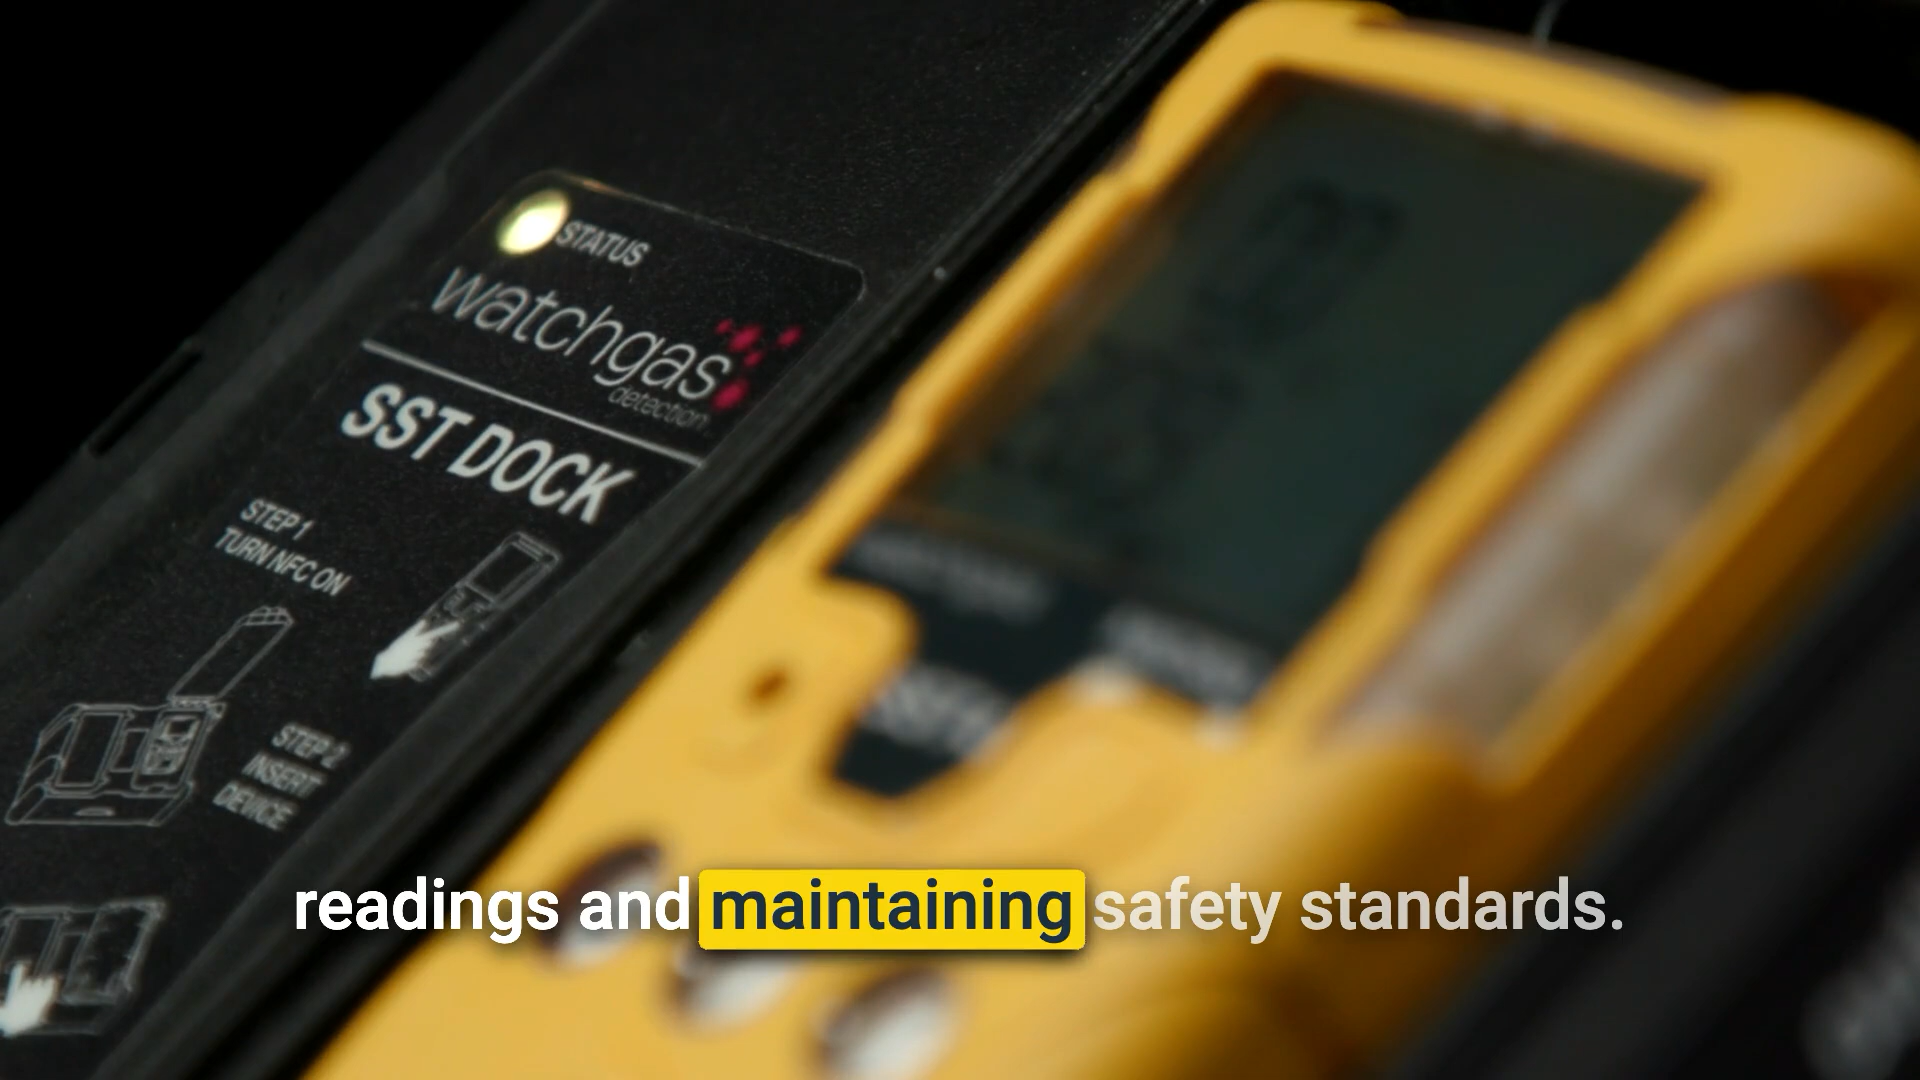 STATUS
watchgas
detection
SST DOCK
STEP 1
TURN NFC ON
STEP 2
INSERT
DEVICE
readings and maintaining safety standards.